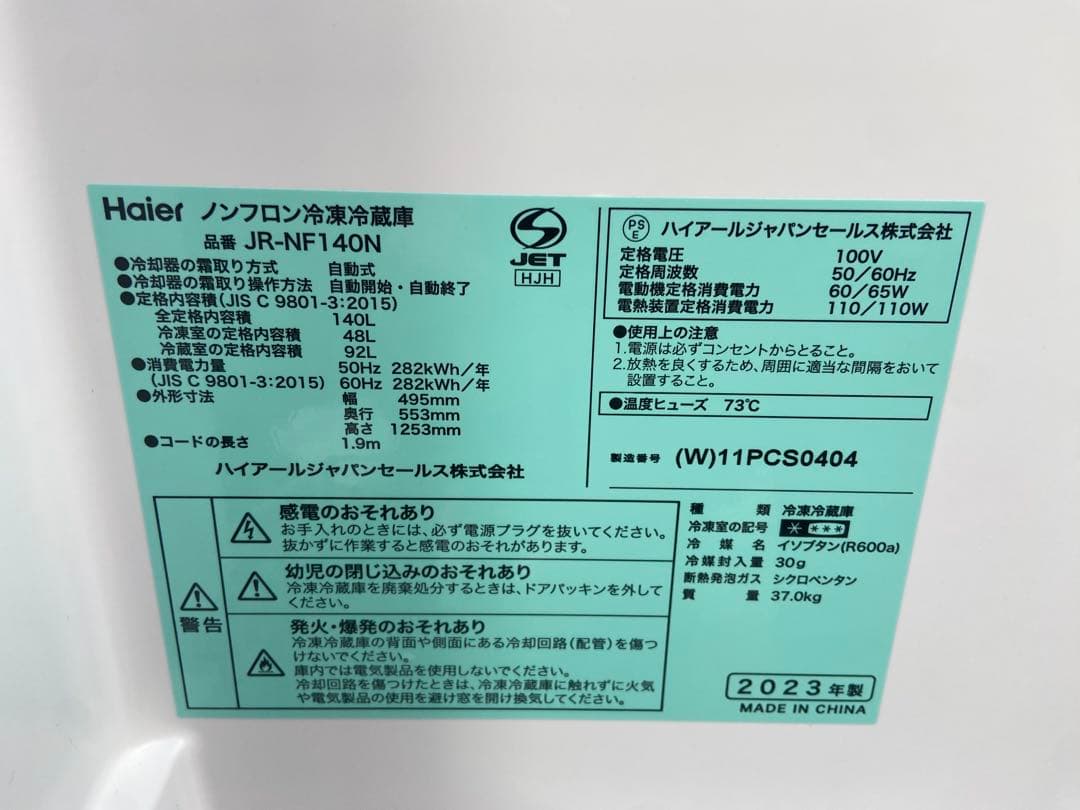 Haier ノンフロン冷凍冷蔵庫
品番 JR-NF140N
●冷却器の霜取り方式 自動式
●冷却器の霜取り操作方法 自動開始・自動終了
●定格内容積(JIS C 9801-3:2015)
全定格内容積 140L
冷凍室の定格内容積 48L
冷蔵室の定格内容積 92L
●消費電力量 50Hz 282kWh/年
(JIS C 9801-3:2015) 60Hz 282kWh/年
●外形寸法 幅 495mm
奥行 553mm
高さ 1253mm
●コードの長さ 1.9m
ハイアールジャパンセールス株式会社
JET
HJH
PS
E
ハイアールジャパンセールス株式会社
定格電圧 100V
定格周波数 50/60Hz
電動機定格消費電力 60/65W
電熱装置定格消費電力 110/110W
●使用上の注意
1.電源は必ずコンセントからとること。
2.放熱を良くするため、周囲に適当な間隔をおいて
設置すること。
●温度ヒューズ 73℃
製造番号 (W)11PCS0404
警告
感電のおそれあり
お手入れのときには、必ず電源プラグを抜いてください。
抜かずに作業すると感電のおそれがあります。
幼児の閉じ込みのおそれあり
冷凍冷蔵庫を廃棄処分するときは、ドアパッキンを外して
ください。
発火・爆発のおそれあり
冷凍冷蔵庫の背面や側面にある冷却回路(配管)を傷つ
けないでください。
庫内では電気製品を使用しないでください。
冷却回路を傷つけたときは、冷凍冷蔵庫に触れずに火気
や電気製品の使用を避け窓を開け換気してください。
種類 冷凍冷蔵庫
冷凍室の記号 * ***
冷媒名 イソブタン(R600a)
冷媒封入量 30g
断熱発泡ガス シクロペンタン
質量 37.0kg
2023年製
MADE IN CHINA